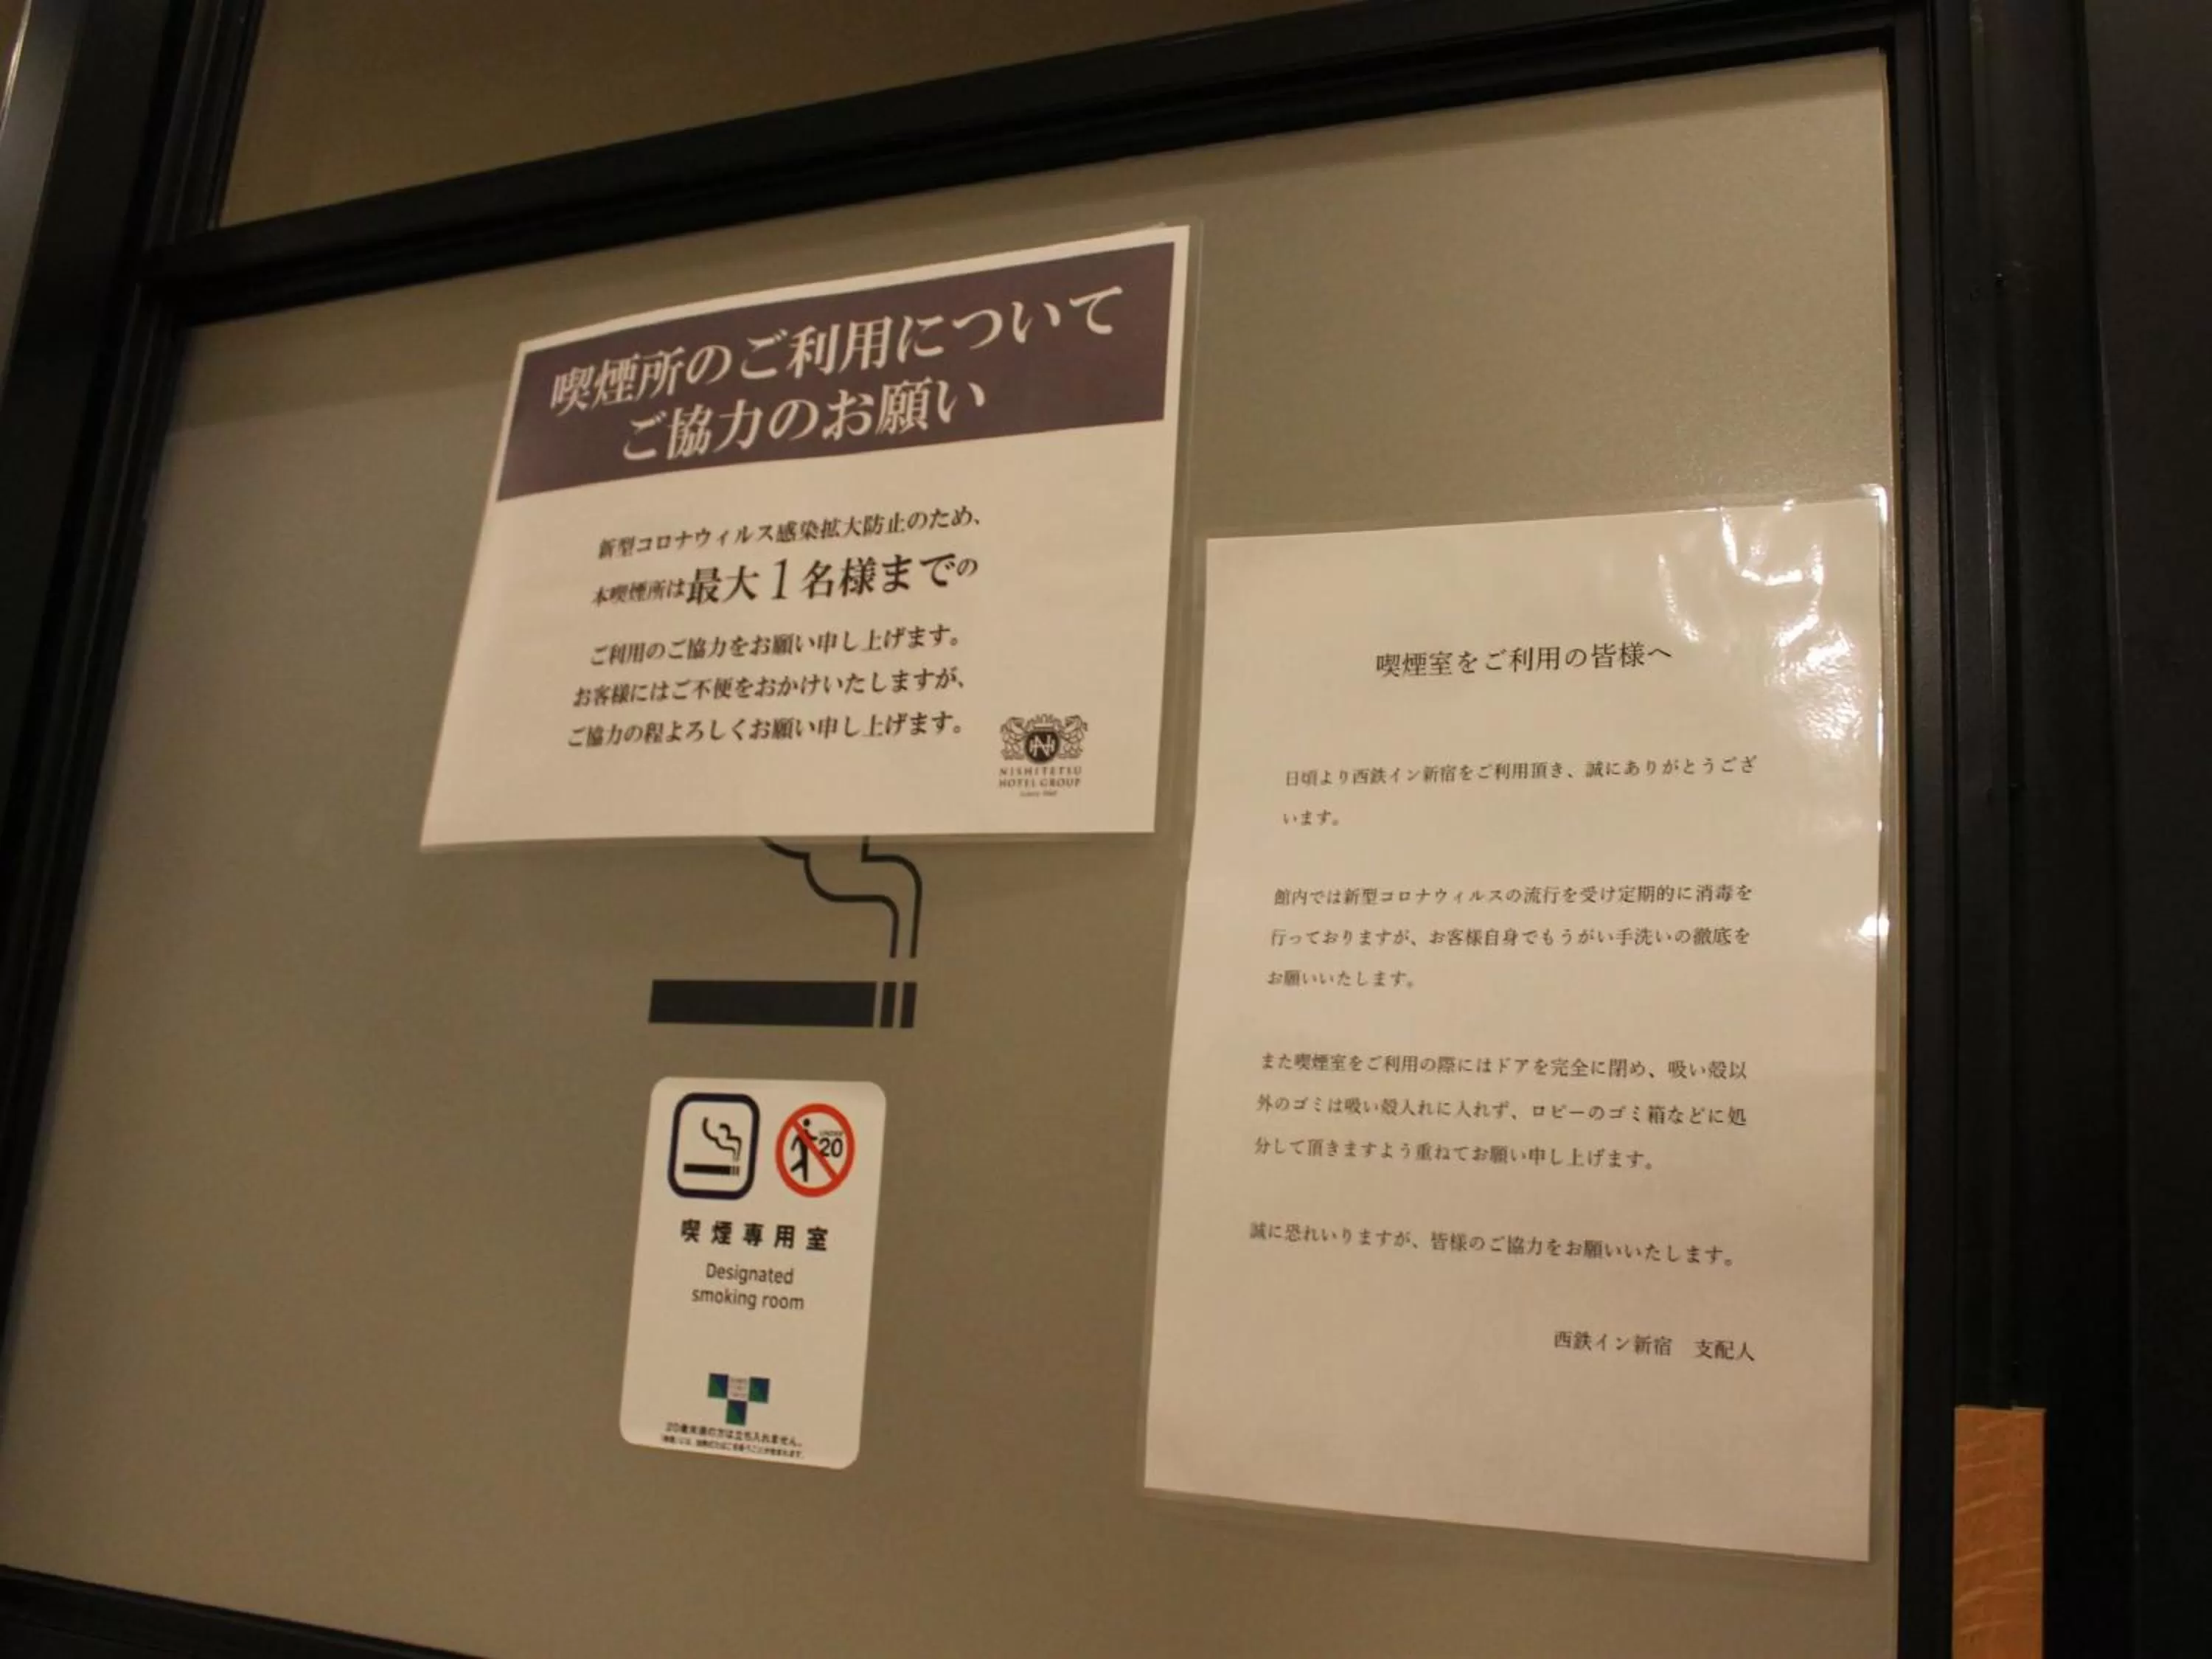 喫煙所のご利用について
ご協力のお願い
新型コロナウィルス感染拡大防止のため、
本喫煙所は最大1名様までの
ご利用のご協力をお願い申し上げます。
お客様にはご不便をおかけいたしますが、
ご協力の程よろしくお願い申し上げます。
NISHITETSU
HOTEL GROUP
喫煙室をご利用の皆様へ
日頃より西鉄イン新宿をご利用頂き、誠にありがとうござ
います。
館内では新型コロナウィルスの流行を受け定期的に消毒を
行っておりますが、お客様自身でもうがい手洗いの徹底を
お願いいたします。
また喫煙室をご利用の際にはドアを完全に閉め、吸い殻以
外のゴミは吸い殻入れに入れず、ロビーのゴミ箱などに処
分して頂きますよう重ねてお願い申し上げます。
誠に恐れいりますが、皆様のご協力をお願いいたします。
西鉄イン新宿　支配人
UNDER
20
喫煙専用室
Designated
smoking room
20歳未満の方は立ち入れません。